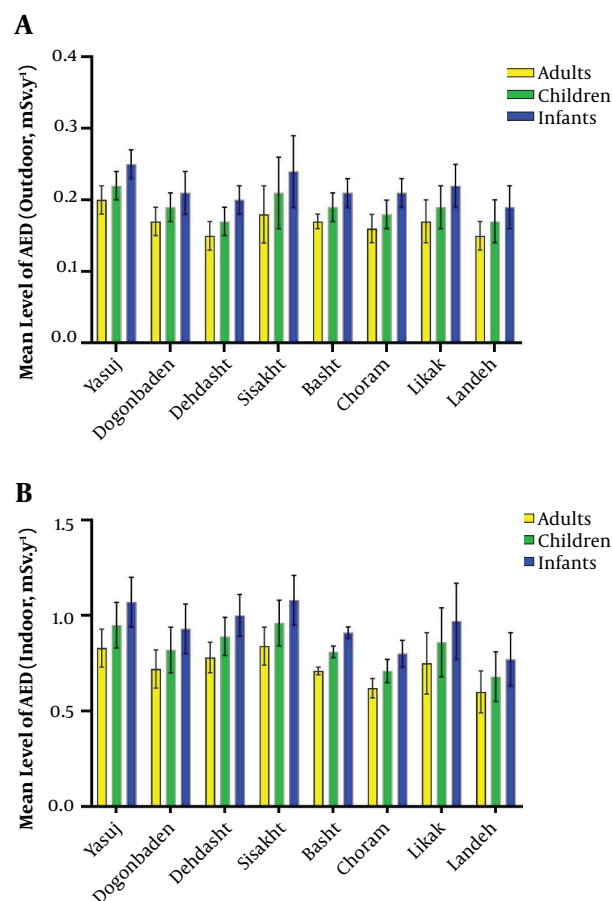 A
Mean Level of AED (Outdoor, mSv.y¹)
0.4
0.3
0.2
0.1
0.0
Adults
Children
Infants
Yasuj
Dogonbaden
Dehdasht
Sisakht
Basht
Choram
Likak
Landeh
B
Mean Level of AED (Indoor, mSv.y¹)
1.5
1.0
0.5
0.0
Adults
Children
Infants
Yasuj
Dogonbaden
Dehdasht
Sisakht
Basht
Choram
Likak
Landeh